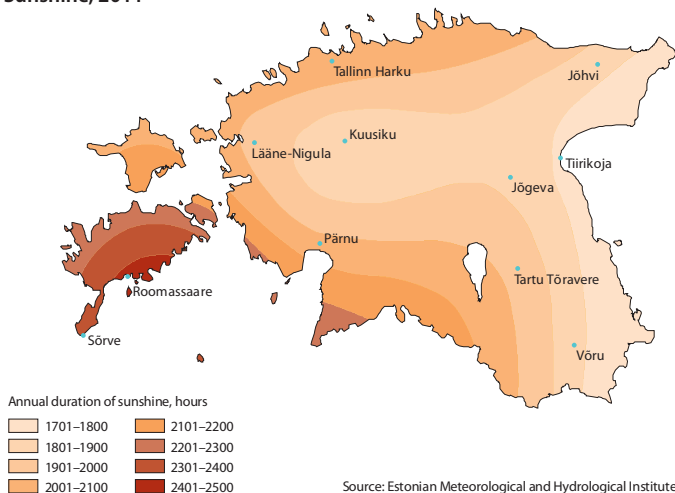 Tallinn Harku
Jõhvi
Kuusiku
Lääne-Nigula
Tiirikoja
Jõgeva
Pärnu
Tartu Tõravere
Roomassaare
Sõrve
Võru
Annual duration of sunshine, hours
1701–1800
1801–1900
1901–2000
2001–2100
2101–2200
2201–2300
2301–2400
2401–2500
Source: Estonian Meteorological and Hydrological Institute